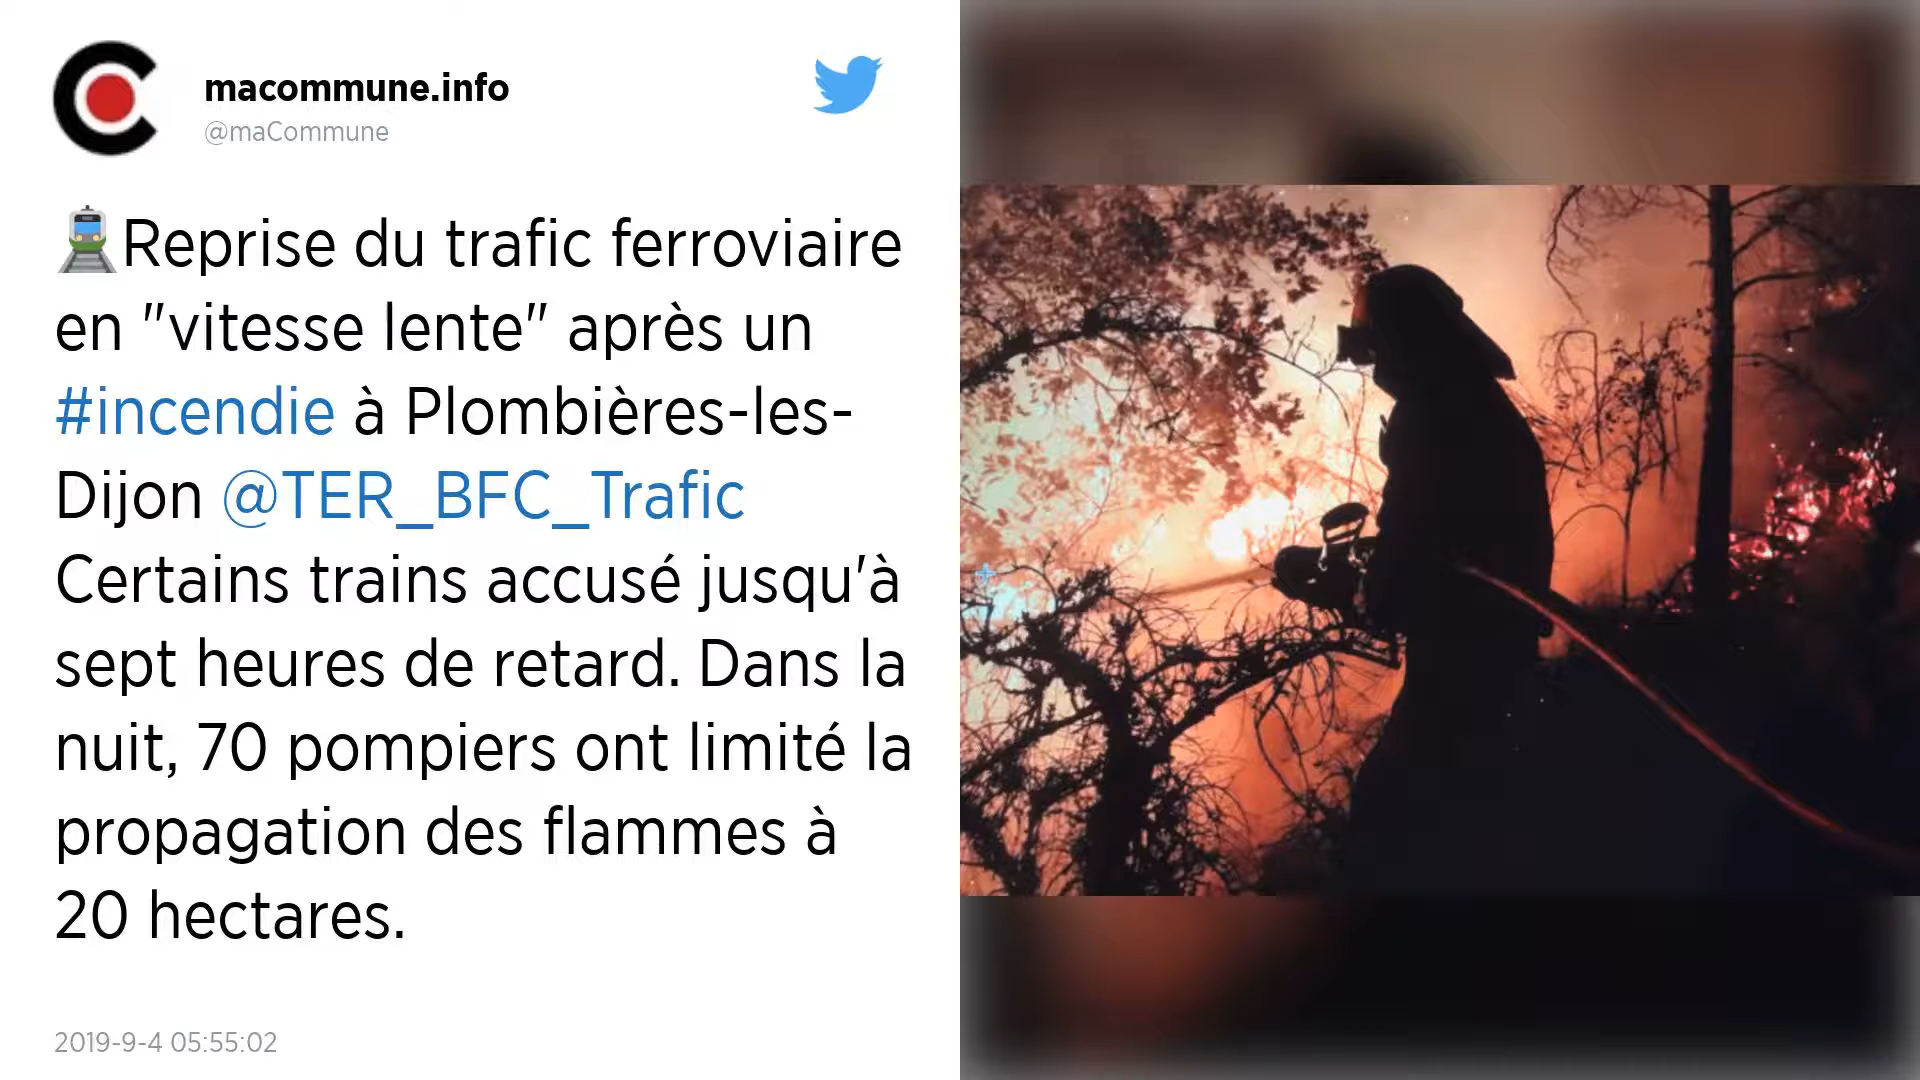 macommune.info
@maCommune
🚊Reprise du trafic ferroviaire
en "vitesse lente" après un
#incendie à Plombières-les-
Dijon @TER_BFC_Trafic
Certains trains accusé jusqu'à
sept heures de retard. Dans la
nuit, 70 pompiers ont limité la
propagation des flammes à
20 hectares.
2019-9-4 05:55:02